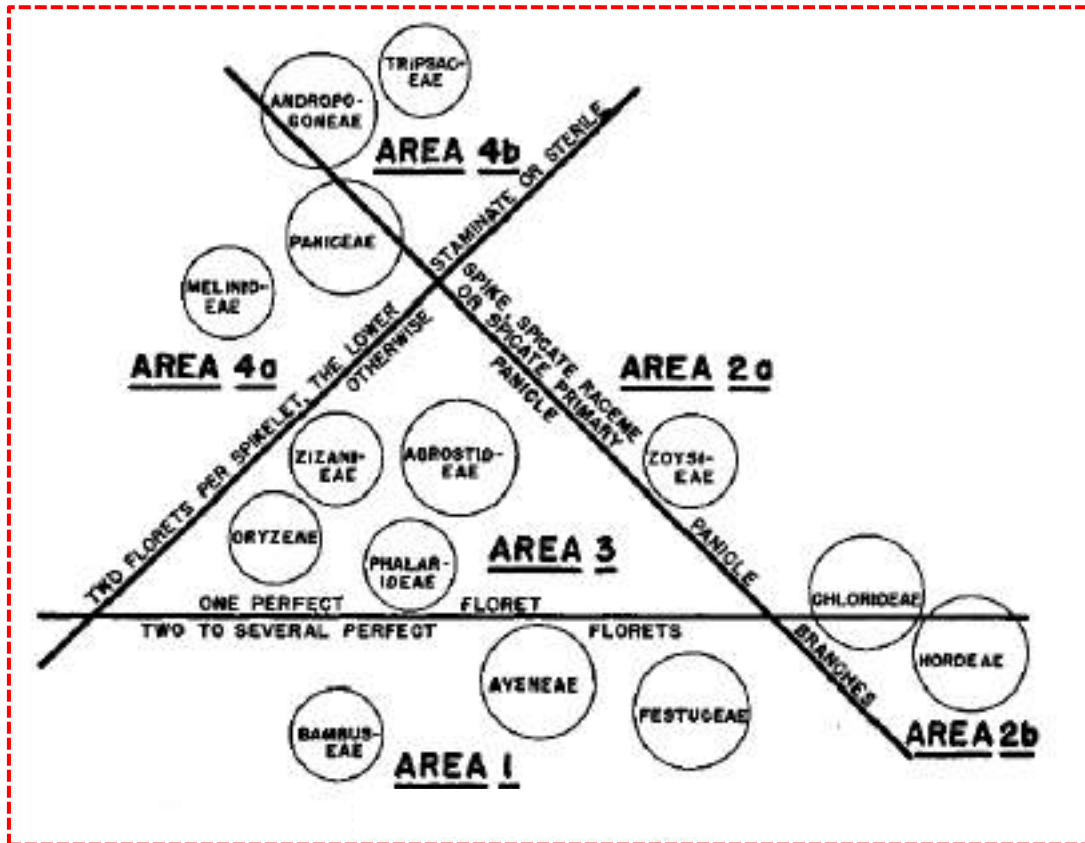 TRIPSAC-
EAE
ANDROPO-
GONEAE
AREA 4b
STAMINATE OR STERILE
PANICEAE
MELINID-
EAE
AREA 4a
TWO FLORETS PER SPIKELET, THE LOWER
OTHERWISE
SPIKE, SPICATE RACEME
OR SPICATE PRIMARY
PANICLE
AREA 2a
ZIZANI-
EAE
AGROSTID-
EAE
ZOYSI-
EAE
ORYZEAE
PHALAR-
IDEAE
AREA 3
PANICLE
ONE PERFECT FLORET
TWO TO SEVERAL PERFECT FLORETS
CHLORIDEAE
HORDEAE
BRANCHES
AVENEAE
FESTUCEAE
BAMBUS-
EAE
AREA 1
AREA 2b